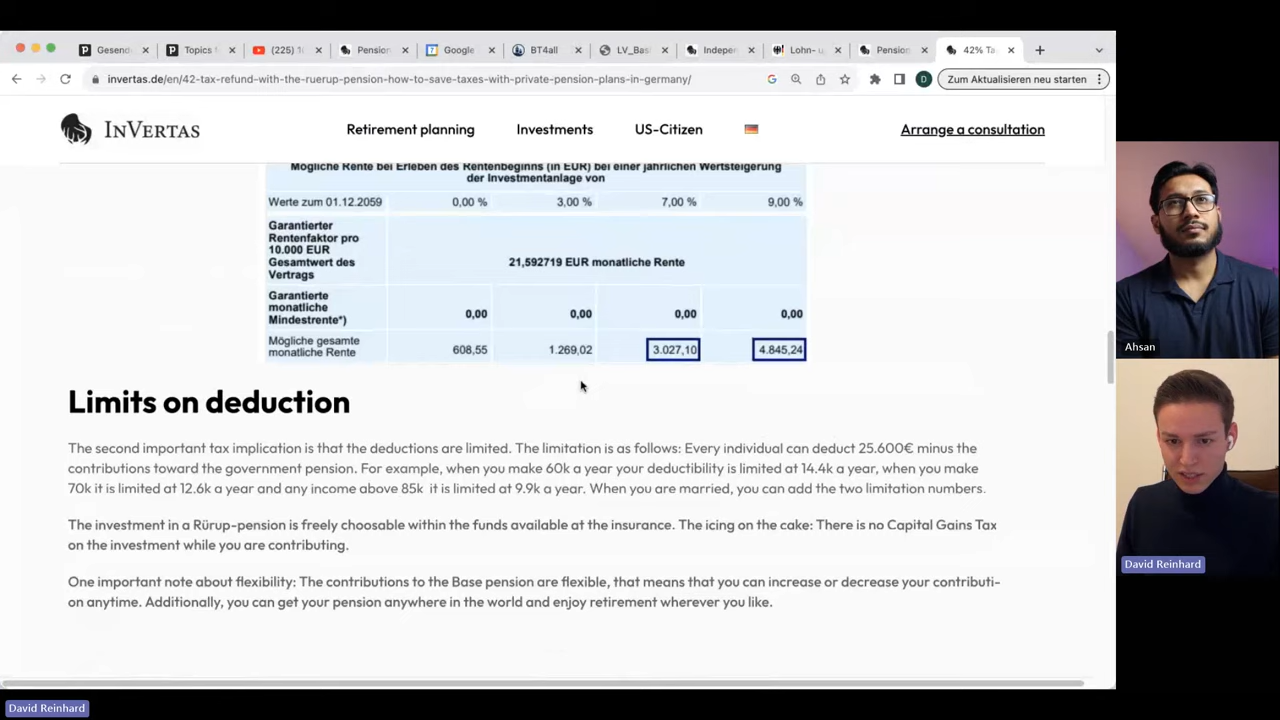 Gesend
Topics f
(225) 1(
Pension
Google
BT4all
LV_Bas
Indepen
Lohn- u
Pension
42% Ta
invertas.de/en/42-tax-refund-with-the-ruerup-pension-how-to-save-taxes-with-private-pension-plans-in-germany/
D
Zum Aktualisieren neu starten
INVERTAS
Retirement planning
Investments
US-Citizen
Arrange a consultation
Mögliche Rente bei Erleben des Rentenbeginns (in EUR) bei einer jährlichen Wertsteigerung
der Investmentanlage von
Werte zum 01.12.2059 0,00 % 3,00 % 7,00 % 9,00 %
Garantierter
Rentenfaktor pro
10.000 EUR
Gesamtwert des
Vertrags
21,592719 EUR monatliche Rente
Garantierte
monatliche
Mindestrente*)
0,00 0,00 0,00 0,00
Mögliche gesamte
monatliche Rente
608,55 1.269,02 3.027,10 4.845,24
Limits on deduction
The second important tax implication is that the deductions are limited. The limitation is as follows: Every individual can deduct 25.600€ minus the
contributions toward the government pension. For example, when you make 60k a year your deductibility is limited at 14.4k a year, when you make
70k it is limited at 12.6k a year and any income above 85k it is limited at 9.9k a year. When you are married, you can add the two limitation numbers.
The investment in a Rürup-pension is freely choosable within the funds available at the insurance. The icing on the cake: There is no Capital Gains Tax
on the investment while you are contributing.
One important note about flexibility: The contributions to the Base pension are flexible, that means that you can increase or decrease your contributi-
on anytime. Additionally, you can get your pension anywhere in the world and enjoy retirement wherever you like.
Ahsan
David Reinhard
David Reinhard